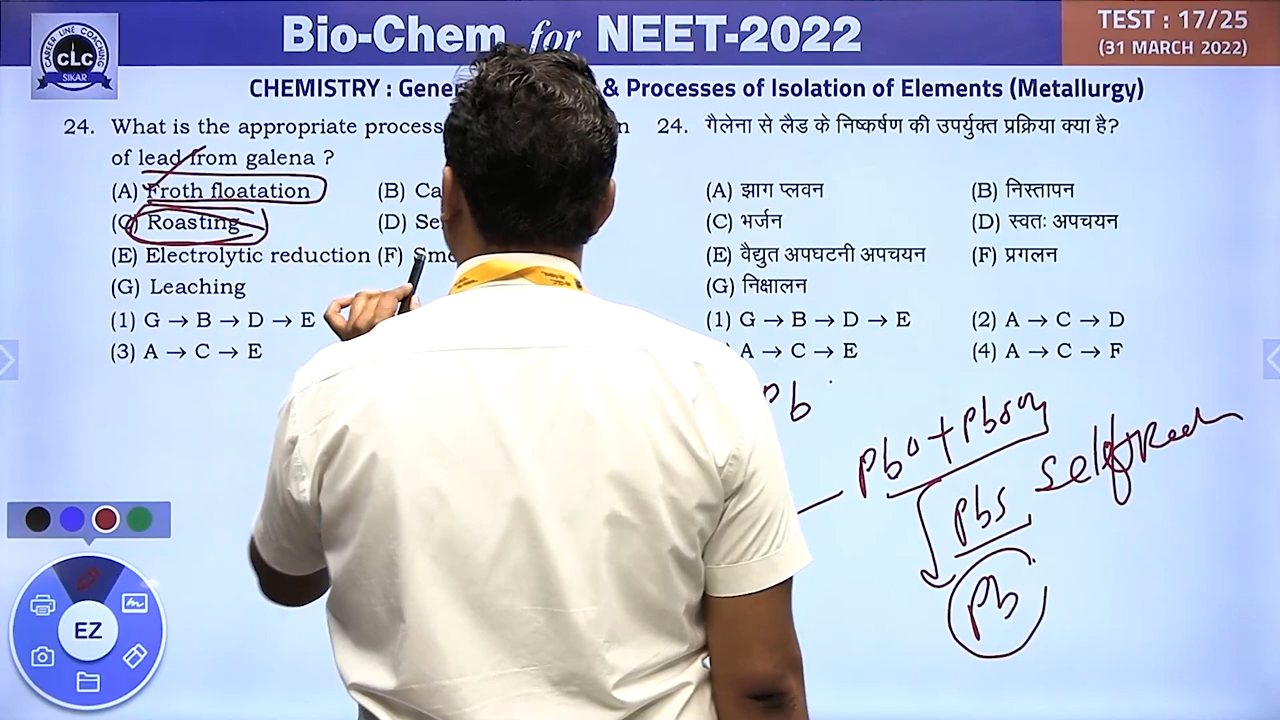 CAREER LINE COACHING
CLC
SIKAR
Bio-Chem for NEET-2022
TEST : 17/25
(31 MARCH 2022)
CHEMISTRY : & Processes of Isolation of Elements (Metallurgy)
24. What is the appropriate process
of lead from galena ?
(A) Froth floatation (B) Ca
(C) Roasting (D) Se
(E) Electrolytic reduction (F) Smo
(G) Leaching
(1) G → B → D → E
(3) A → C → E
24. गैलेना से लैड के निष्कर्षण की उपर्युक्त प्रक्रिया क्या है?
(A) झाग प्लवन (B) निस्तापन
(C) भर्जन (D) स्वतः अपचयन
(E) वैद्युत अपघटनी अपचयन (F) प्रगलन
(G) निक्षालन
(1) G → B → D → E (2) A → C → D
A → C → E (4) A → C → F
Pb
PbO + PbSO4
PbS Self
Pb
EZ